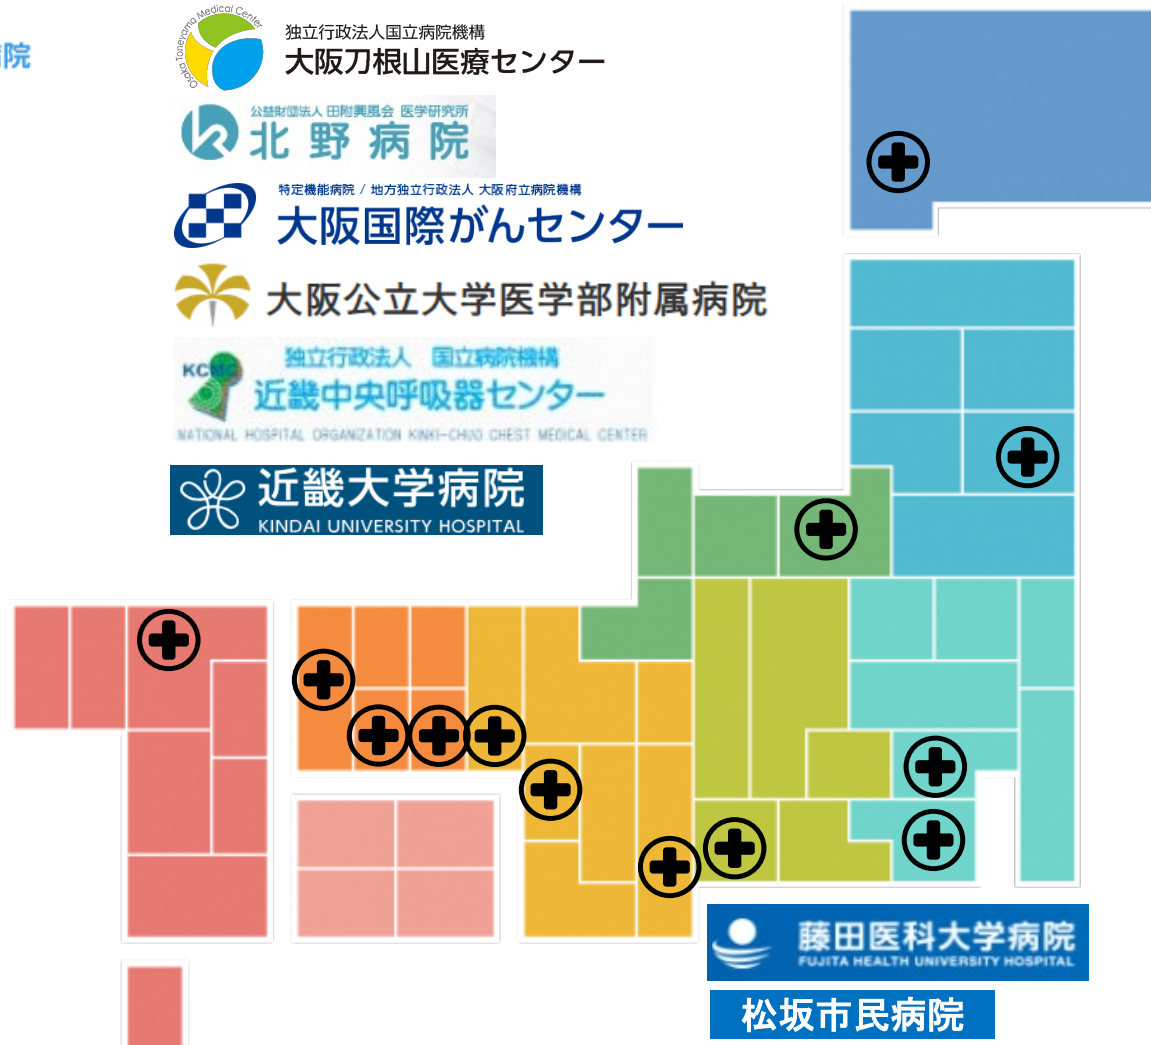 病院
Osaka Toneyama Medical Center
独立行政法人国立病院機構
大阪刀根山医療センター
公益財団法人 田附興風会 医学研究所
北野病院
特定機能病院 / 地方独立行政法人 大阪府立病院機構
大阪国際がんセンター
大阪公立大学医学部附属病院
KCMC
独立行政法人 国立病院機構
近畿中央呼吸器センター
NATIONAL HOSPITAL ORGANIZATION KINKI-CHUO CHEST MEDICAL CENTER
近畿大学病院
KINDAI UNIVERSITY HOSPITAL
藤田医科大学病院
FUJITA HEALTH UNIVERSITY HOSPITAL
松坂市民病院